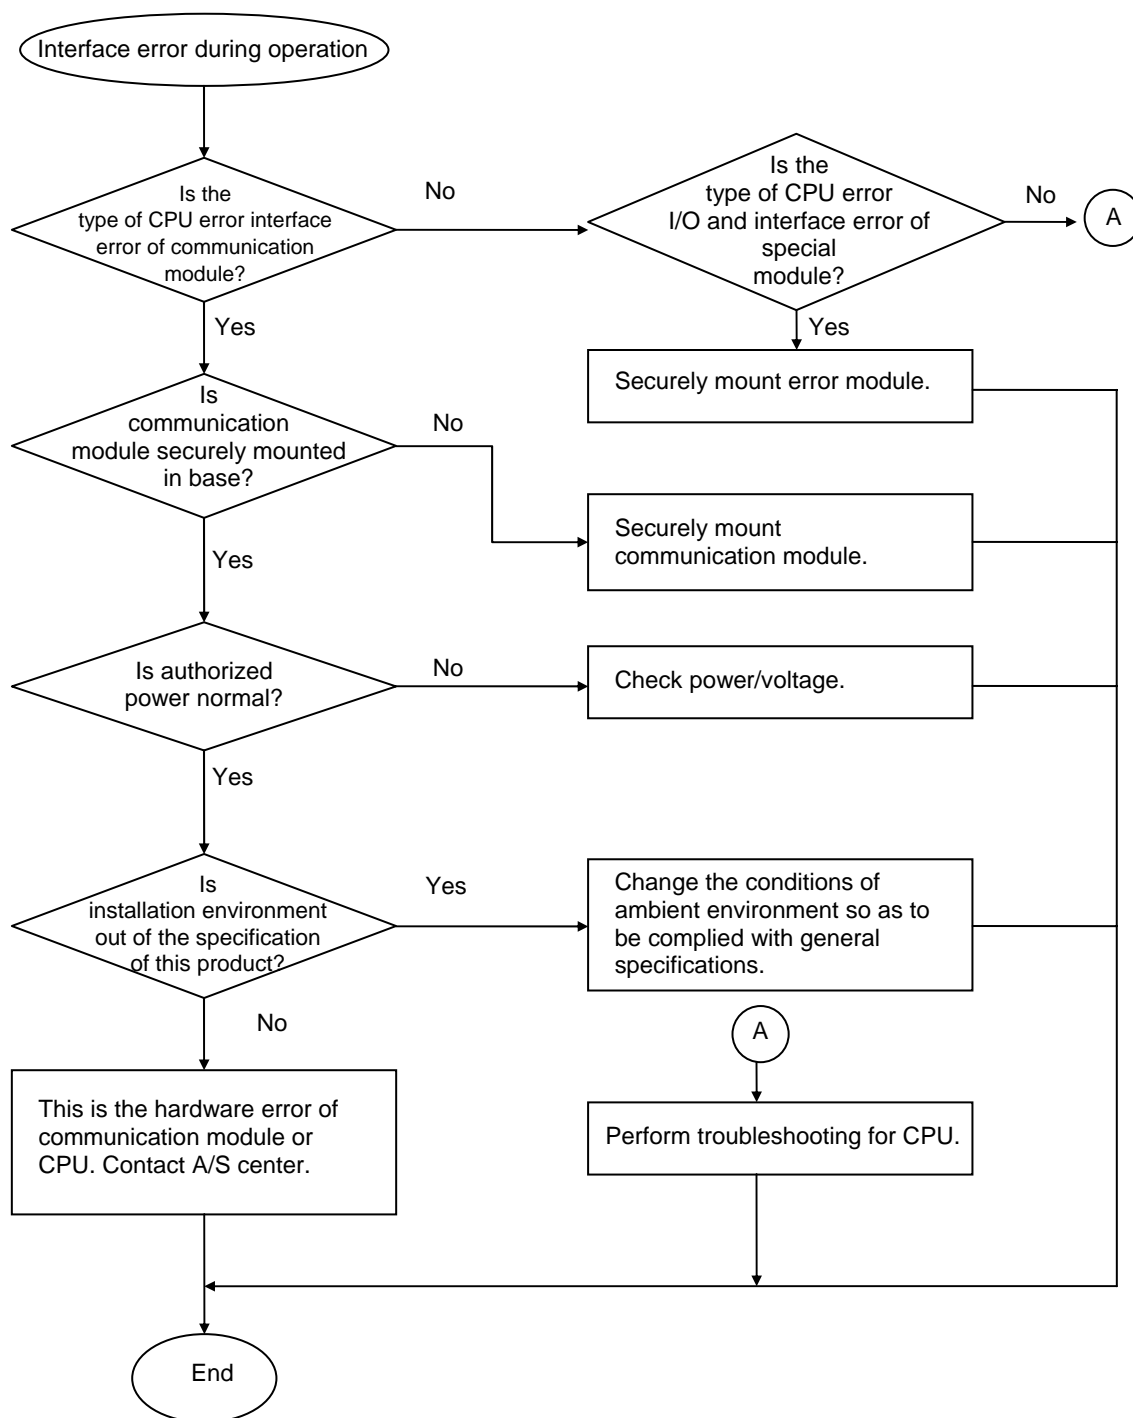 Interface error during operation
Is the
type of CPU error interface
error of communication
module?
No
Is the
type of CPU error
I/O and interface error of
special
module?
No
A
Yes
Yes
Securely mount error module.
Is
communication
module securely mounted
in base?
No
Securely mount
communication module.
Yes
Is authorized
power normal?
No
Check power/voltage.
Yes
Is
installation environment
out of the specification
of this product?
Yes
Change the conditions of
ambient environment so as to
be complied with general
specifications.
No
A
This is the hardware error of
communication module or
CPU. Contact A/S center.
Perform troubleshooting for CPU.
End